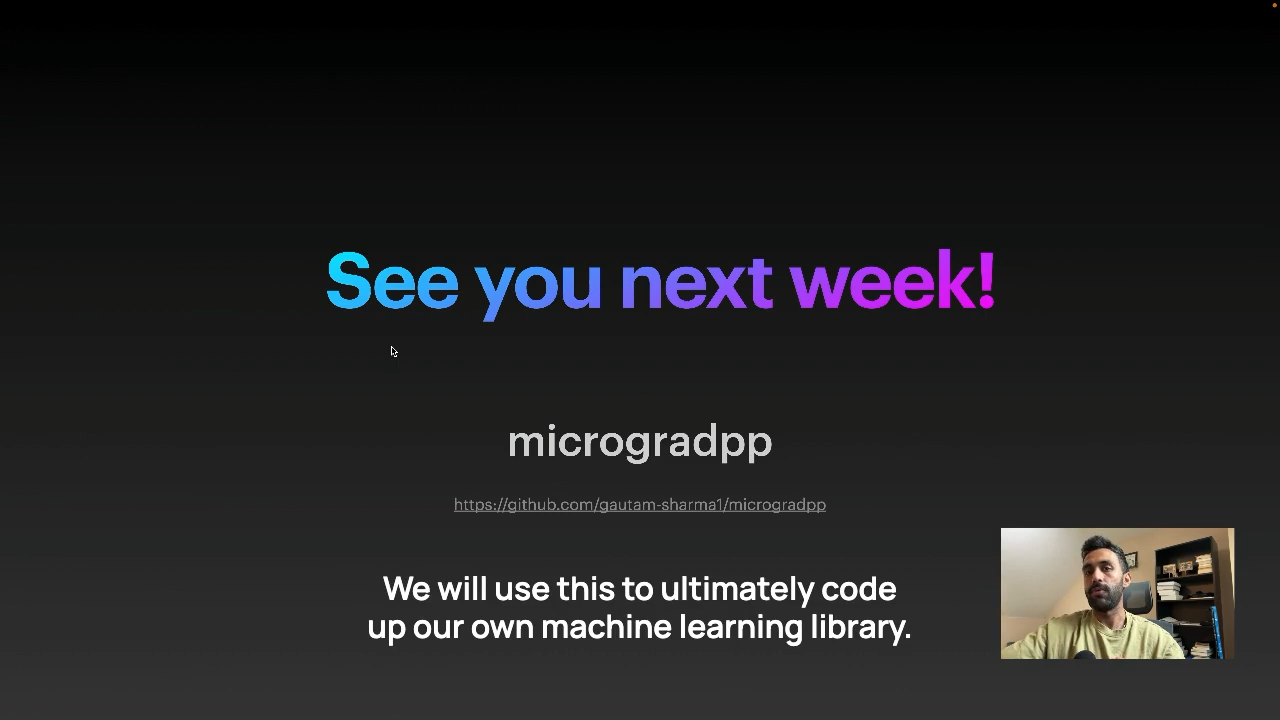 See you next week!
microgradpp
https://github.com/gautam-sharma1/microgradpp
We will use this to ultimately code
up our own machine learning library.